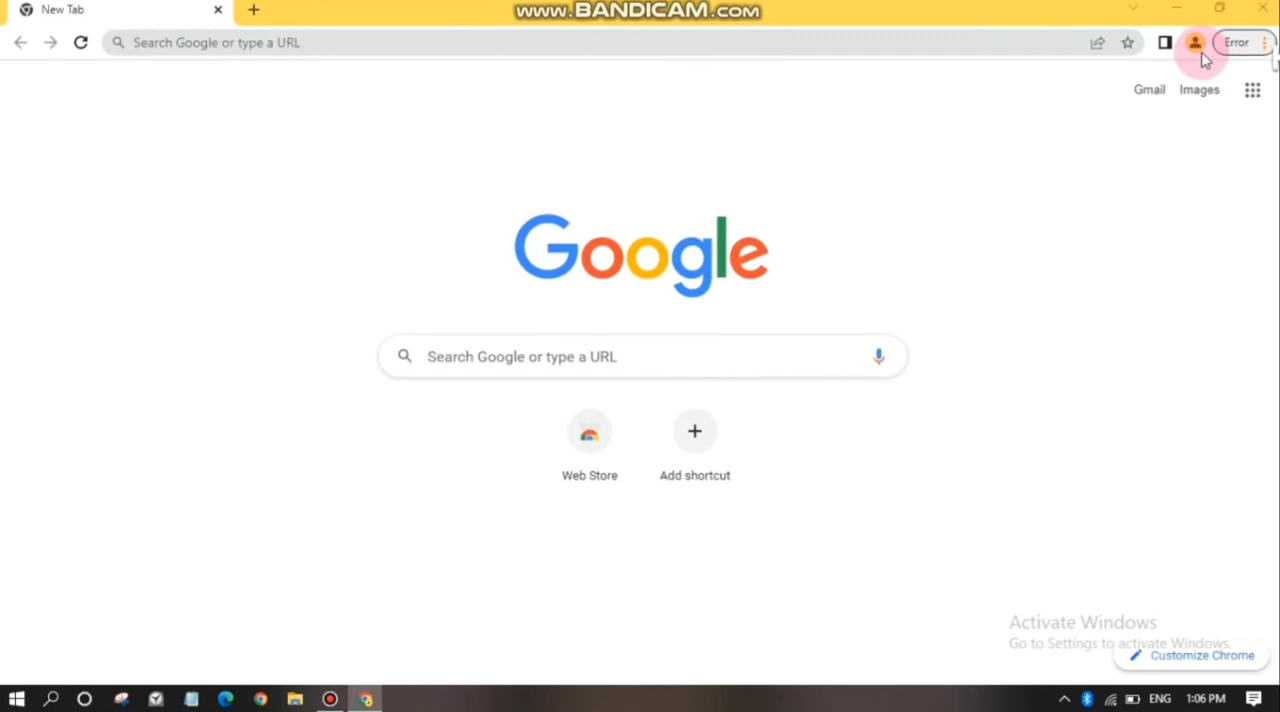 New Tab
www.BANDICAM.com
Search Google or type a URL
Error
Gmail
Images
Google
Search Google or type a URL
Web Store
Add shortcut
Activate Windows
Go to Settings to activate Windows.
Customize Chrome
ENG
1:06 PM